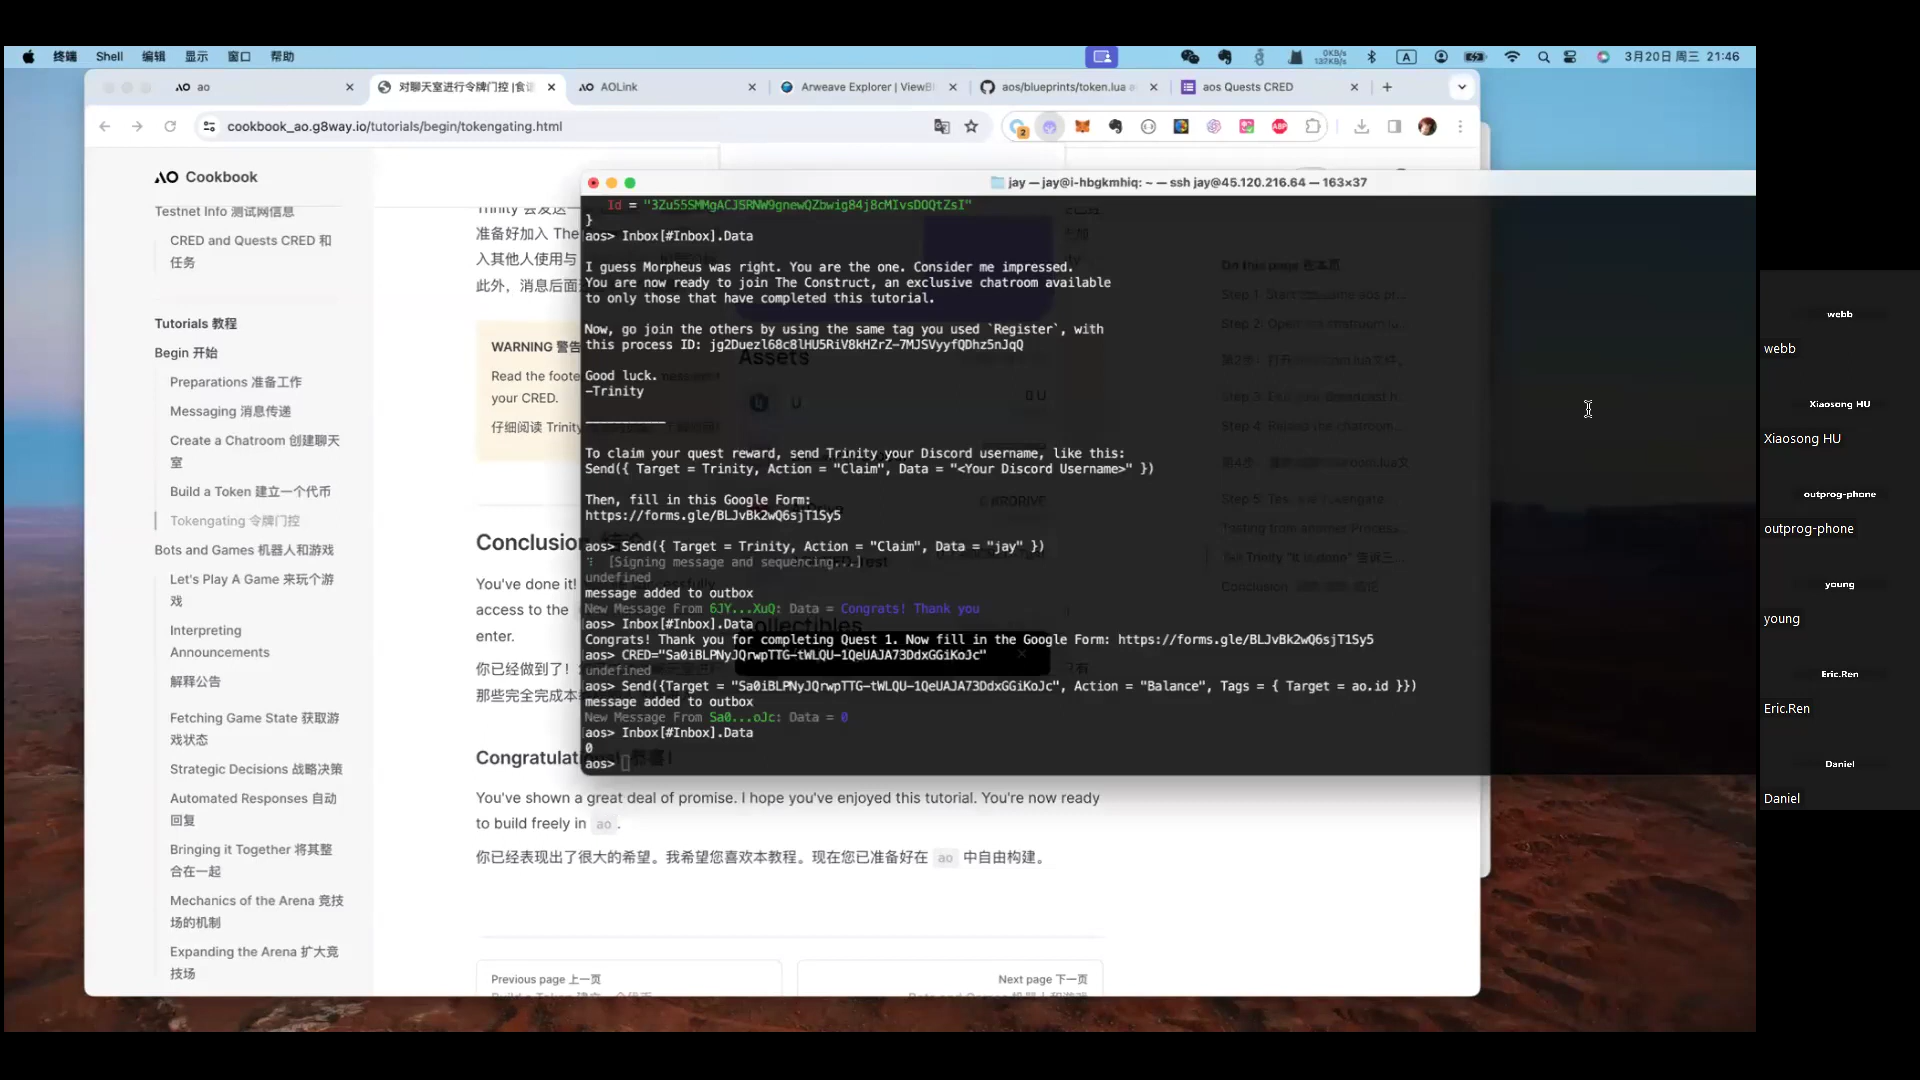 终端 Shell 编辑 显示 窗口 帮助
0KB/s
137KB/s
A
3月20日 周三 21:46
ao
对聊天室进行令牌门控 |食谱
AOLink
Arweave Explorer | ViewBl
aos/blueprints/token.lua
aos Quests CRED
cookbook_ao.g8way.io/tutorials/begin/tokengating.html
2
ABP
AO Cookbook
Testnet Info 测试网信息
CRED and Quests CRED 和
任务
Tutorials 教程
Begin 开始
Preparations 准备工作
Messaging 消息传递
Create a Chatroom 创建聊天
室
Build a Token 建立一个代币
Tokengating 令牌门控
Bots and Games 机器人和游戏
Let's Play A Game 来玩个游
戏
Interpreting
Announcements
解释公告
Fetching Game State 获取游
戏状态
Strategic Decisions 战略决策
Automated Responses 自动
回复
Bringing it Together 将其整
合在一起
Mechanics of the Arena 竞技
场的机制
Expanding the Arena 扩大竞
技场
Trinity 会发送一
准备好加入 The
入其他人使用与
此外，消息后面
WARNING 警告
Read the foote
your CRED.
仔细阅读 Trinity
Conclusion
You've done it!
access to the
enter.
你已经做到了！
那些完全完成本
Congratulati
You've shown a great deal of promise. I hope you've enjoyed this tutorial. You're now ready
to build freely in ao .
你已经表现出了很大的希望。我希望您喜欢本教程。现在您已准备好在 ao 中自由构建。
Previous page 上一页
Next page 下一页
jay — jay@i-hbgkmhiq: ~ — ssh jay@45.120.216.64 — 163×37
Id = "3Zu55SMMgACJSRNW9gnewQZbwig84j8cMIvsDOQtZsI"
}
aos> Inbox[#Inbox].Data
I guess Morpheus was right. You are the one. Consider me impressed.
You are now ready to join The Construct, an exclusive chatroom available
to only those that have completed this tutorial.
Now, go join the others by using the same tag you used `Register`, with
this process ID: jg2Duezl68c8lHU5RiV8kHZrZ-7MJSVyyfQDhz5nJqQ
Good luck.
-Trinity
___________
To claim your quest reward, send Trinity your Discord username, like this:
Send({ Target = Trinity, Action = "Claim", Data = "<Your Discord Username>" })
Then, fill in this Google Form:
https://forms.gle/BLJvBk2wQ6sjT1Sy5
aos> Send({ Target = Trinity, Action = "Claim", Data = "jay" })
[Signing message and sequencing...]
undefined
message added to outbox
New Message From 6JY...XuQ: Data = Congrats! Thank you
aos> Inbox[#Inbox].Data
Congrats! Thank you for completing Quest 1. Now fill in the Google Form: https://forms.gle/BLJvBk2wQ6sjT1Sy5
aos> CRED="Sa0iBLPNyJQrwpTTG-tWLQU-1QeUAJA73DdxGGiKoJc"
undefined
aos> Send({Target = "Sa0iBLPNyJQrwpTTG-tWLQU-1QeUAJA73DdxGGiKoJc", Action = "Balance", Tags = { Target = ao.id }})
message added to outbox
New Message From Sa0...oJc: Data = 0
aos> Inbox[#Inbox].Data
0
aos>
Assets
U
0 U
Collectibles
webb
webb
Xiaosong HU
Xiaosong HU
outprog-phone
outprog-phone
young
young
Eric.Ren
Eric.Ren
Daniel
Daniel